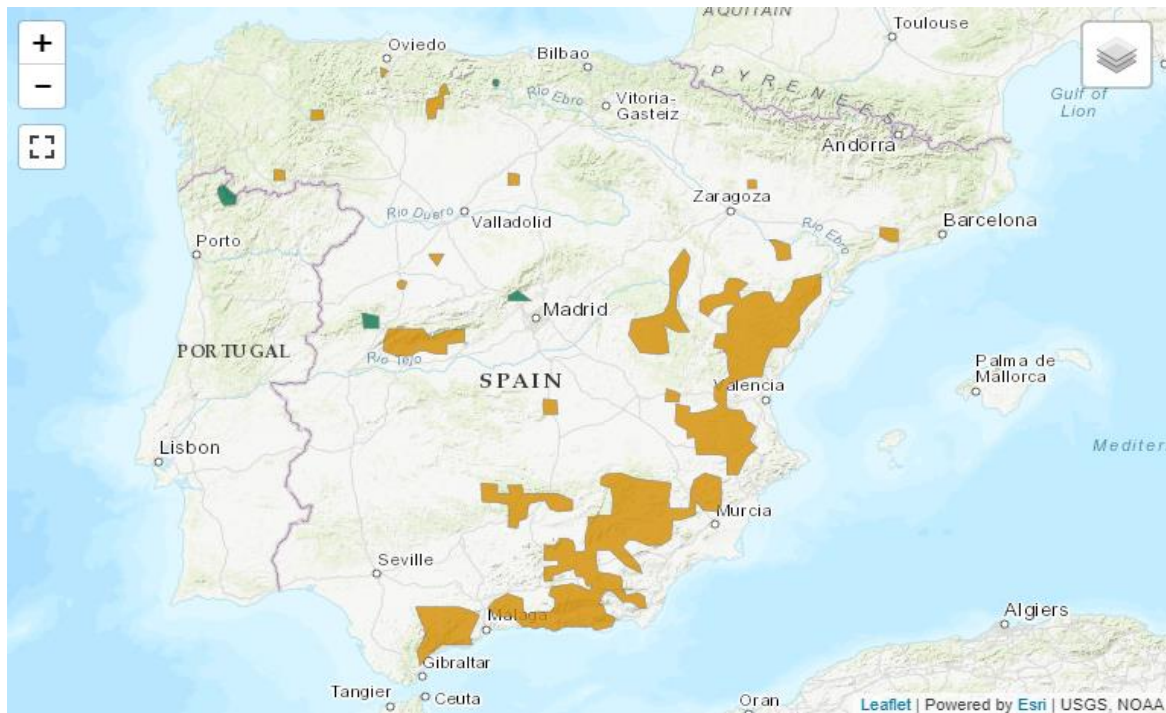 AQUITAIN
Toulouse
+
−
Oviedo
Bilbao
PYRENEES
Gulf of
Lion
Río Ebro
Vitoria-
Gasteiz
Andorra
Zaragoza
Río Duero
Valladolid
Río Ebro
Barcelona
Porto
Madrid
PORTUGAL
Río Tejo
SPAIN
Palma de
Mallorca
Valencia
Lisbon
Mediter
Murcia
Seville
Málaga
Algiers
Gibraltar
Tangier
Ceuta
Oran
Leaflet | Powered by Esri | USGS, NOAA